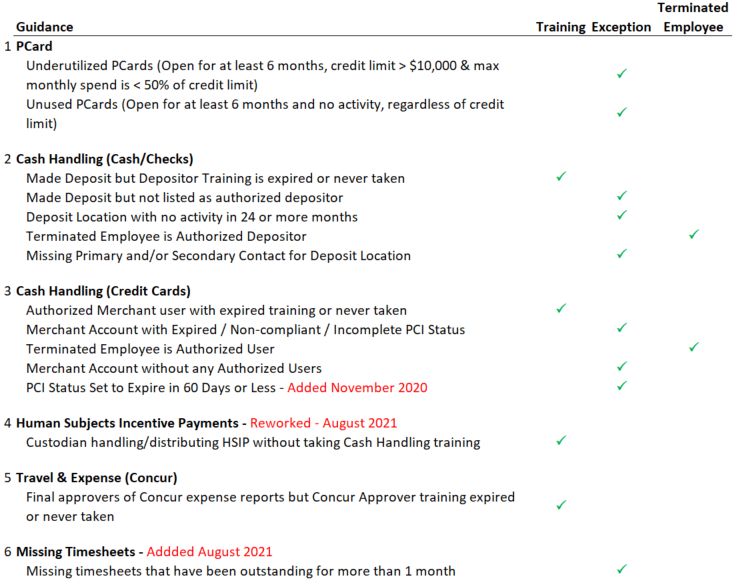 Terminated
Guidance Training Exception Employee
1 PCard
Underutilized PCards (Open for at least 6 months, credit limit > $10,000 & max
monthly spend is < 50% of credit limit) ✓
Unused PCards (Open for at least 6 months and no activity, regardless of credit
limit) ✓
2 Cash Handling (Cash/Checks)
Made Deposit but Depositor Training is expired or never taken ✓
Made Deposit but not listed as authorized depositor ✓
Deposit Location with no activity in 24 or more months ✓
Terminated Employee is Authorized Depositor ✓
Missing Primary and/or Secondary Contact for Deposit Location ✓
3 Cash Handling (Credit Cards)
Authorized Merchant user with expired training or never taken ✓
Merchant Account with Expired / Non-compliant / Incomplete PCI Status ✓
Terminated Employee is Authorized User ✓
Merchant Account without any Authorized Users ✓
PCI Status Set to Expire in 60 Days or Less - Added November 2020 ✓
4 Human Subjects Incentive Payments - Reworked - August 2021
Custodian handling/distributing HSIP without taking Cash Handling training ✓
5 Travel & Expense (Concur)
Final approvers of Concur expense reports but Concur Approver training expired
or never taken ✓
6 Missing Timesheets - Addded August 2021
Missing timesheets that have been outstanding for more than 1 month ✓